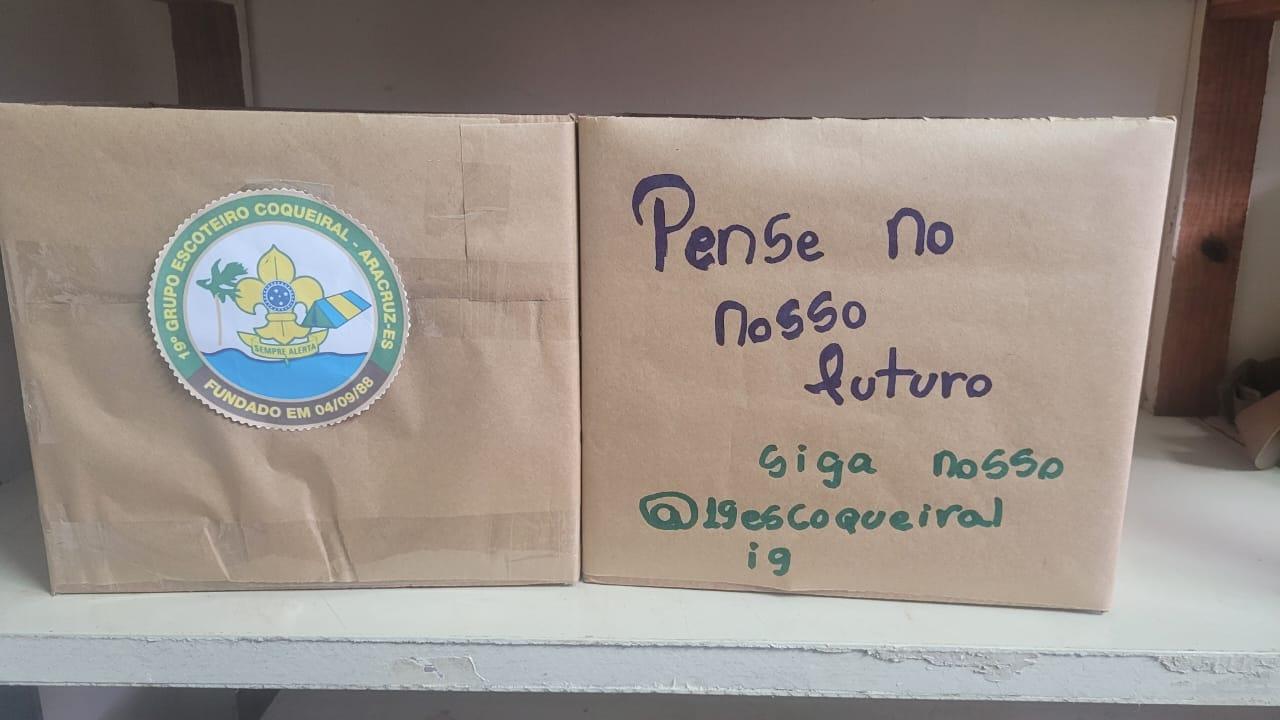 19º GRUPO ESCOTEIRO COQUEIRAL - ARACRUZ-ES
SEMPRE ALERTA
FUNDADO EM 04/09/88
Pense no
nosso
futuro
siga nosso
@19escoqueiral
ig